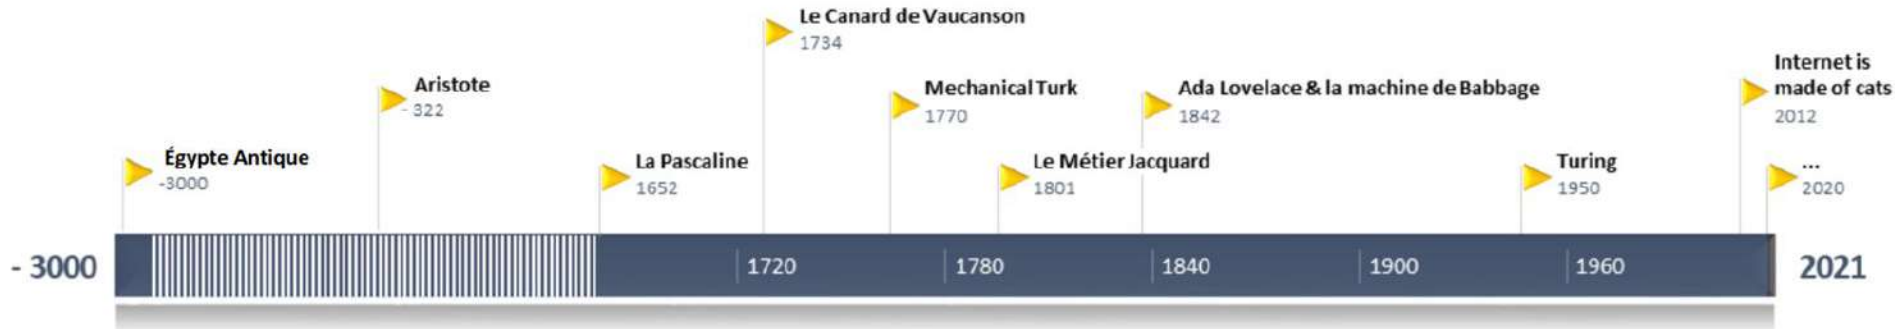 Le Canard de Vaucanson
1734
Aristote
- 322
Mechanical Turk
1770
Ada Lovelace & la machine de Babbage
1842
Internet is
made of cats
2012
Égypte Antique
-3000
La Pascaline
1652
Le Métier Jacquard
1801
Turing
1950
...
2020
- 3000
1720
1780
1840
1900
1960
2021